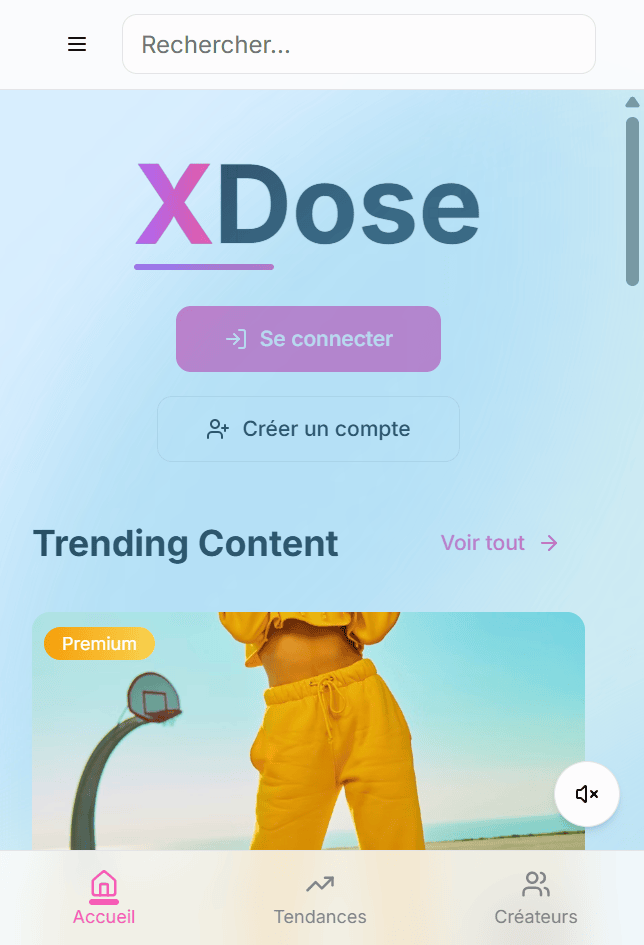 Rechercher...
XDose
Se connecter
Créer un compte
Trending Content
Voir tout
Premium
Accueil
Tendances
Créateurs